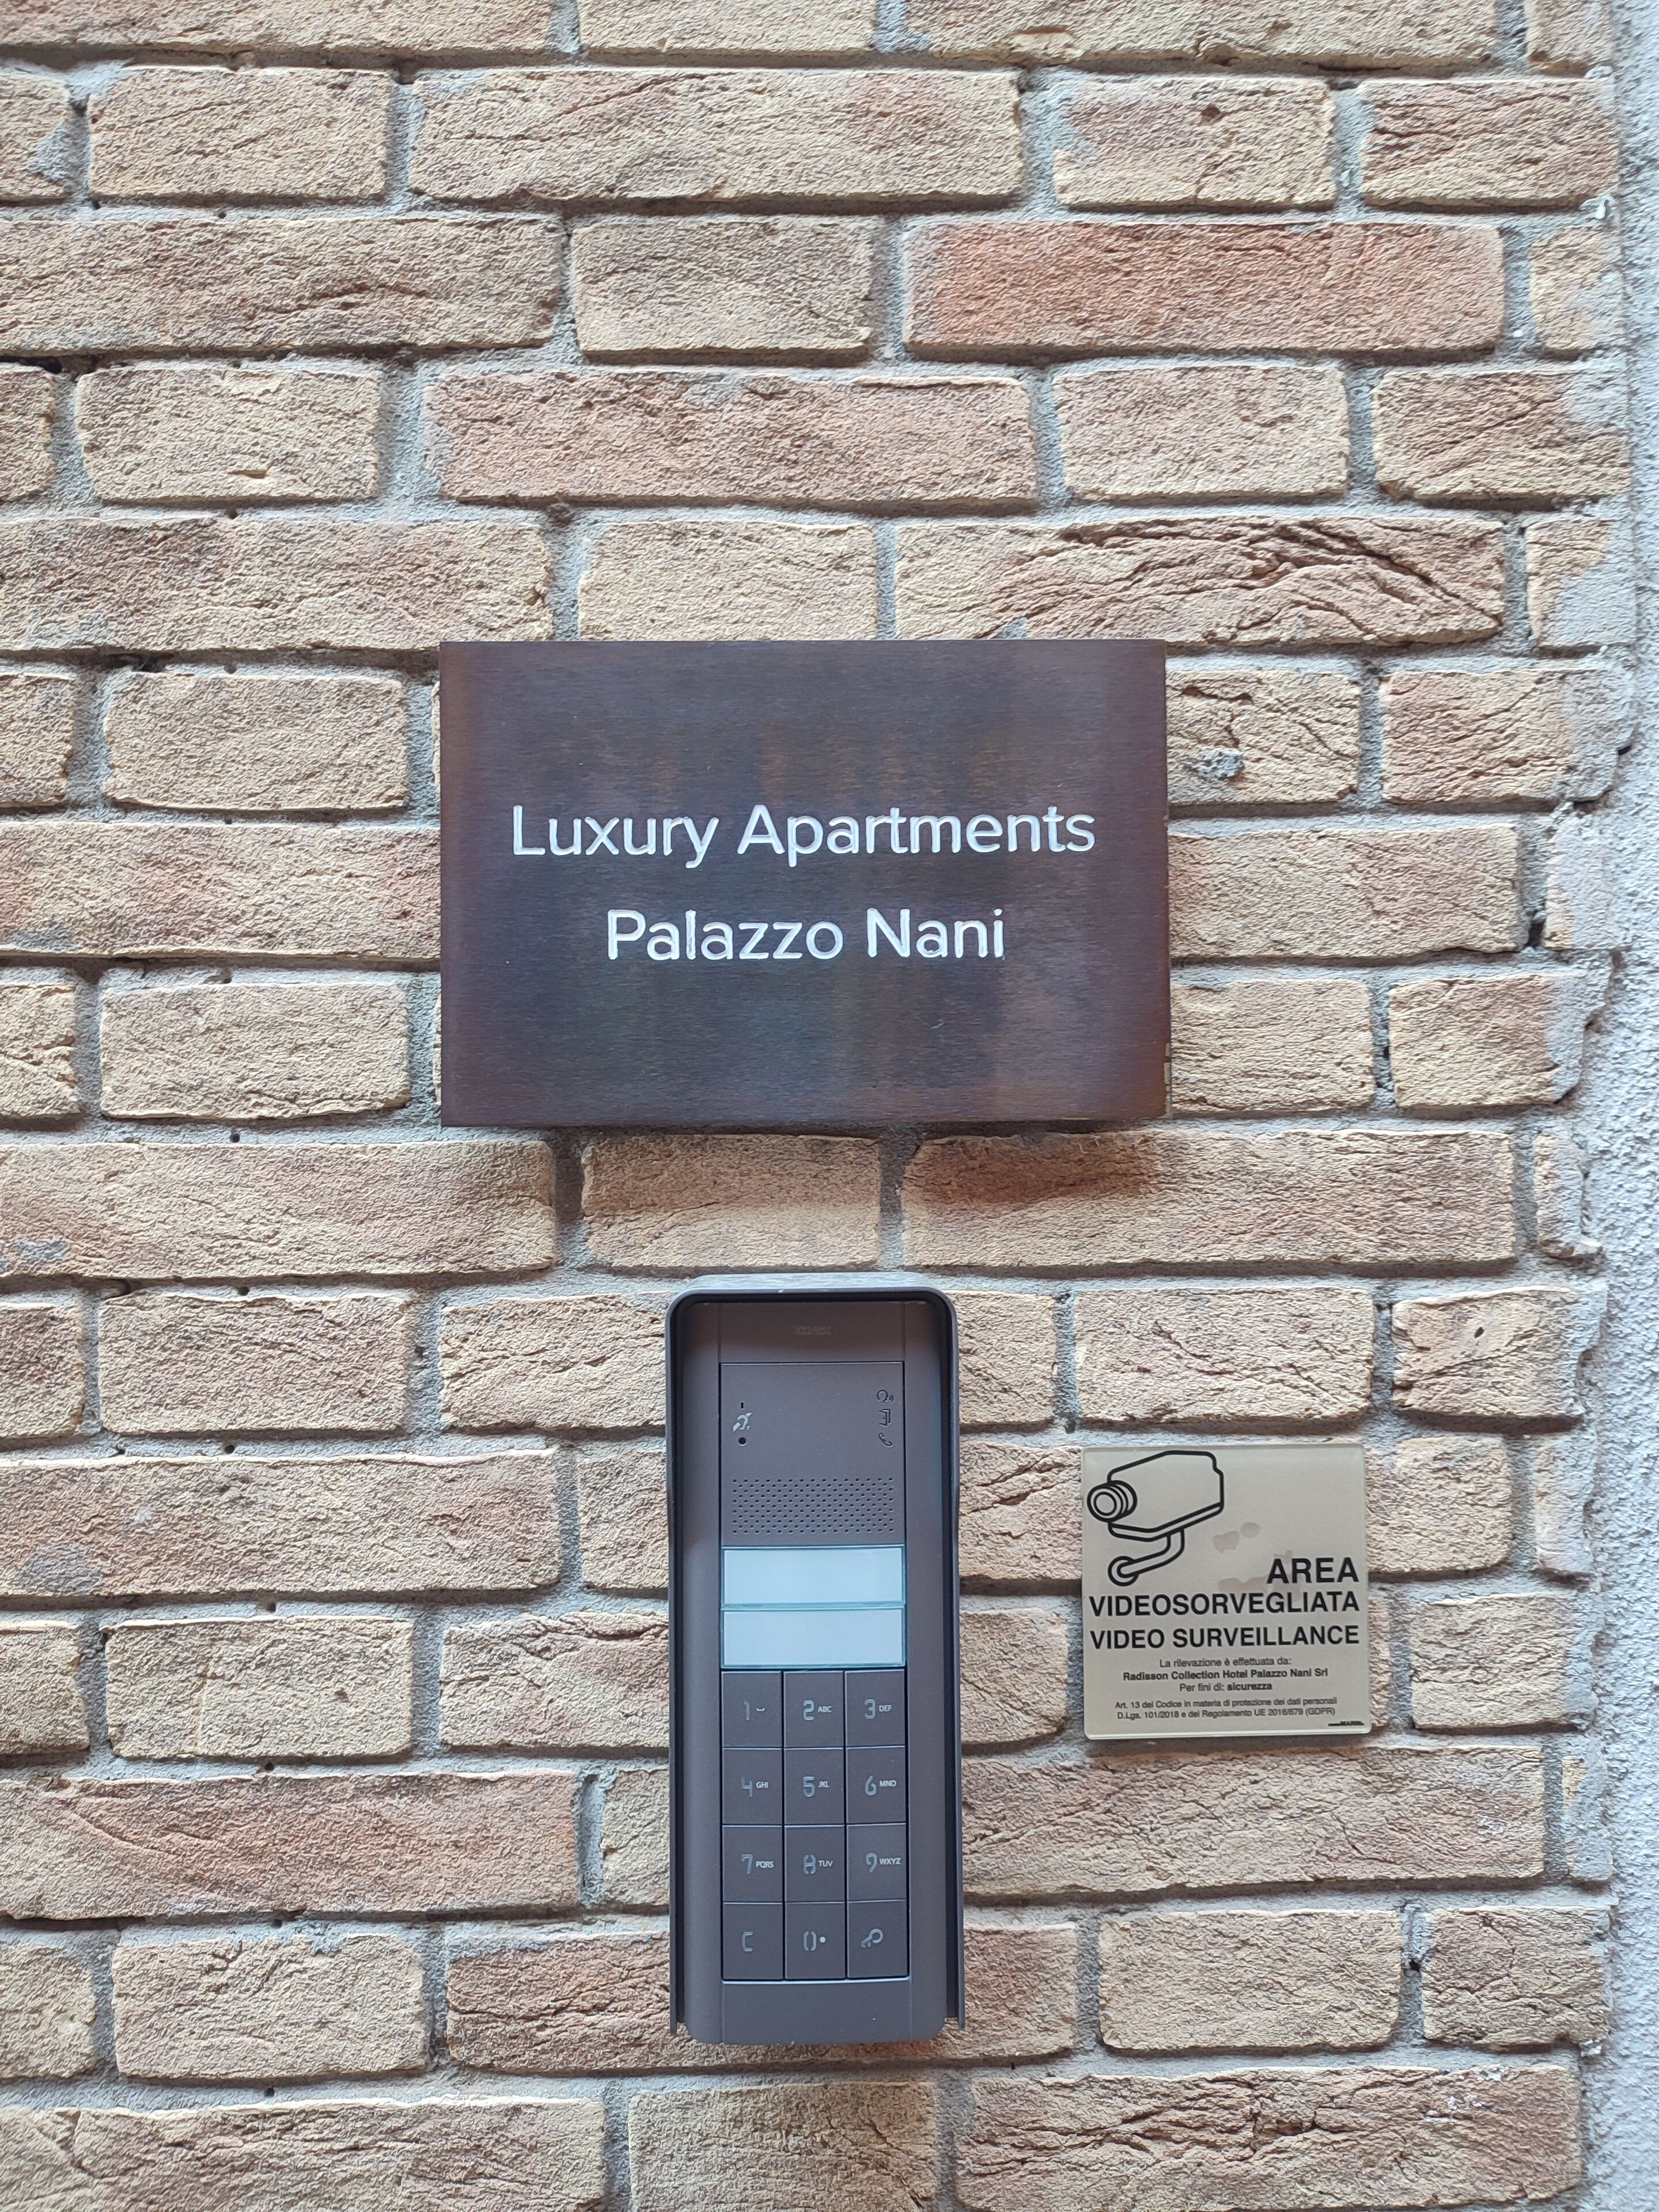 Luxury Apartments
Palazzo Nani
1
2 ABC
3 DEF
4 GHI
5 JKL
6 MNO
7 PQRS
8 TUV
9 WXYZ
C
0
AREA
VIDEOSORVEGLIATA
VIDEO SURVEILLANCE
La rilevazione è effettuata da:
Radisson Collection Hotel Palazzo Nani Srl
Per fini di: sicurezza
Art. 13 del Codice in materia di protezione dei dati personali
D.Lgs. 101/2018 e del Regolamento UE 2016/679 (GDPR)